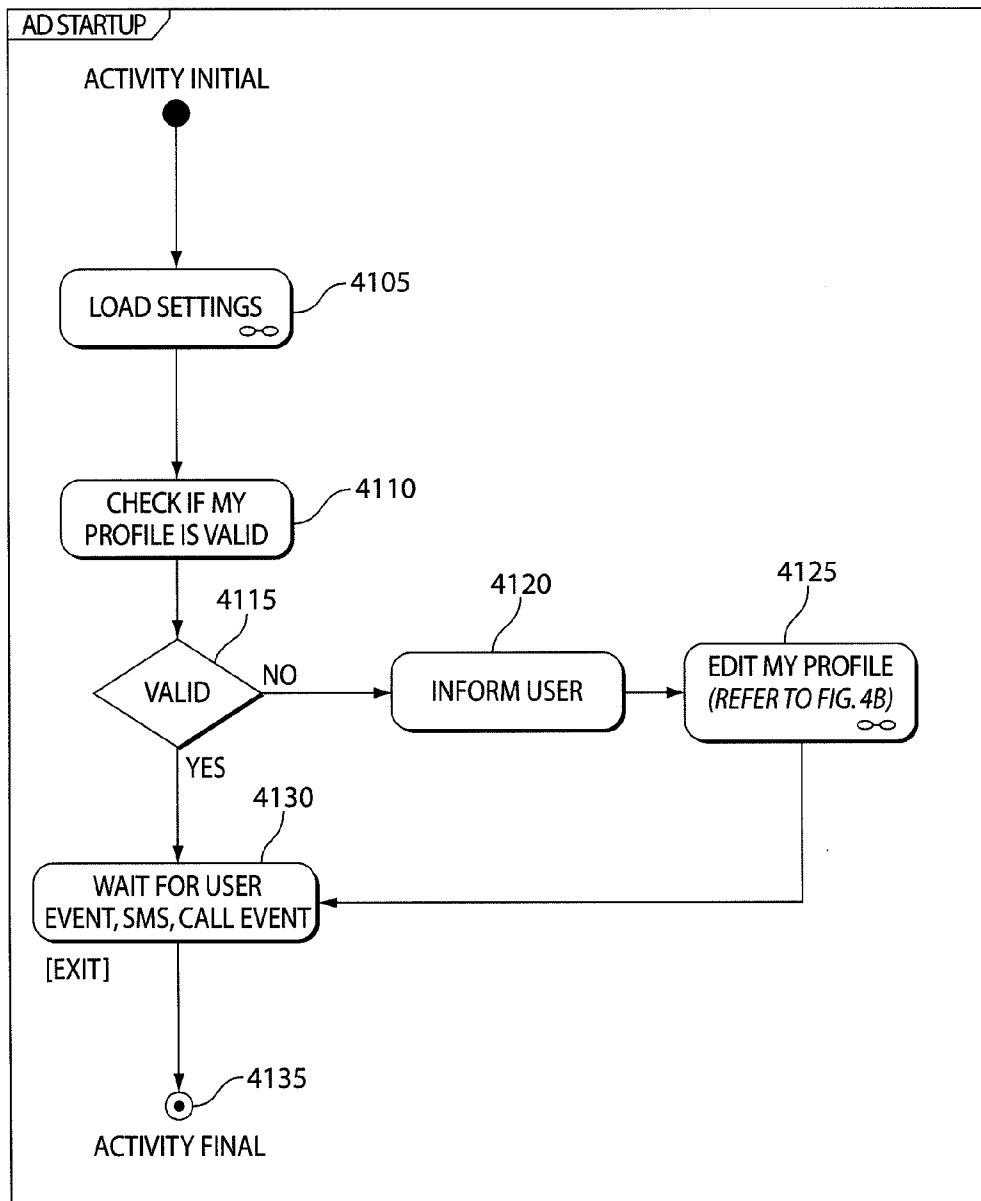 AD STARTUP
ACTIVITY INITIAL
4105
LOAD SETTINGS
4110
CHECK IF MY
PROFILE IS VALID
4115
VALID
NO
4120
INFORM USER
4125
EDIT MY PROFILE
(REFER TO FIG. 4B)
YES
4130
WAIT FOR USER
EVENT, SMS, CALL EVENT
[EXIT]
4135
ACTIVITY FINAL